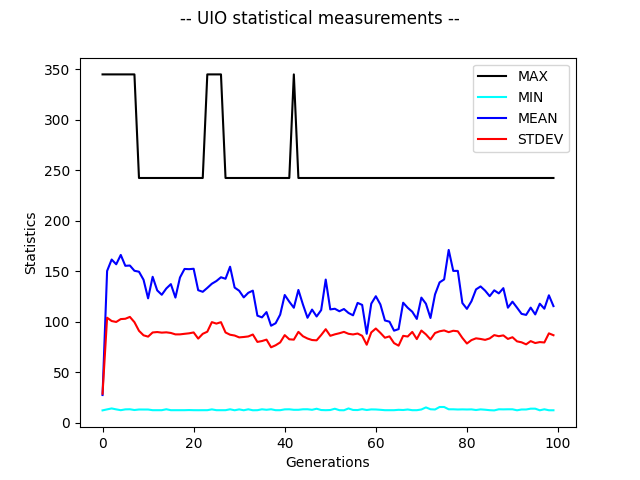 -- UIO statistical measurements --
350
300
250
200
150
100
50
0
Statistics
MAX
MIN
MEAN
STDEV
0 20 40 60 80 100
Generations